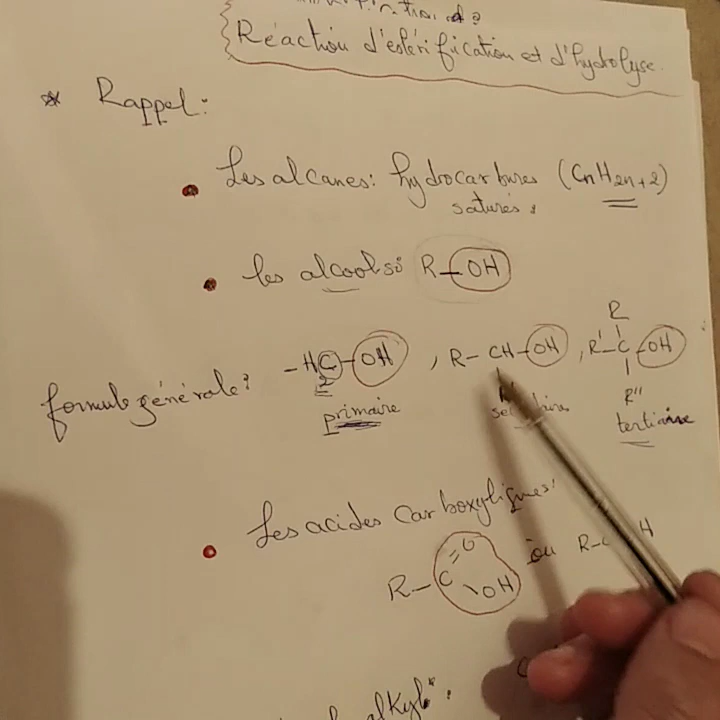 Réaction d'estérification et d'hydrolyse.
* Rappel:
• Les alcanes: hydrocarbures (CnH2n+2)
saturés:
• les alcools: R-OH
formule générale: -H2C-OH, R-CH-OH, R'-C-OH
R
R''
primaire
tertiaire
• Les acides carboxyliques:
R-C=O
OH
ou R-C H